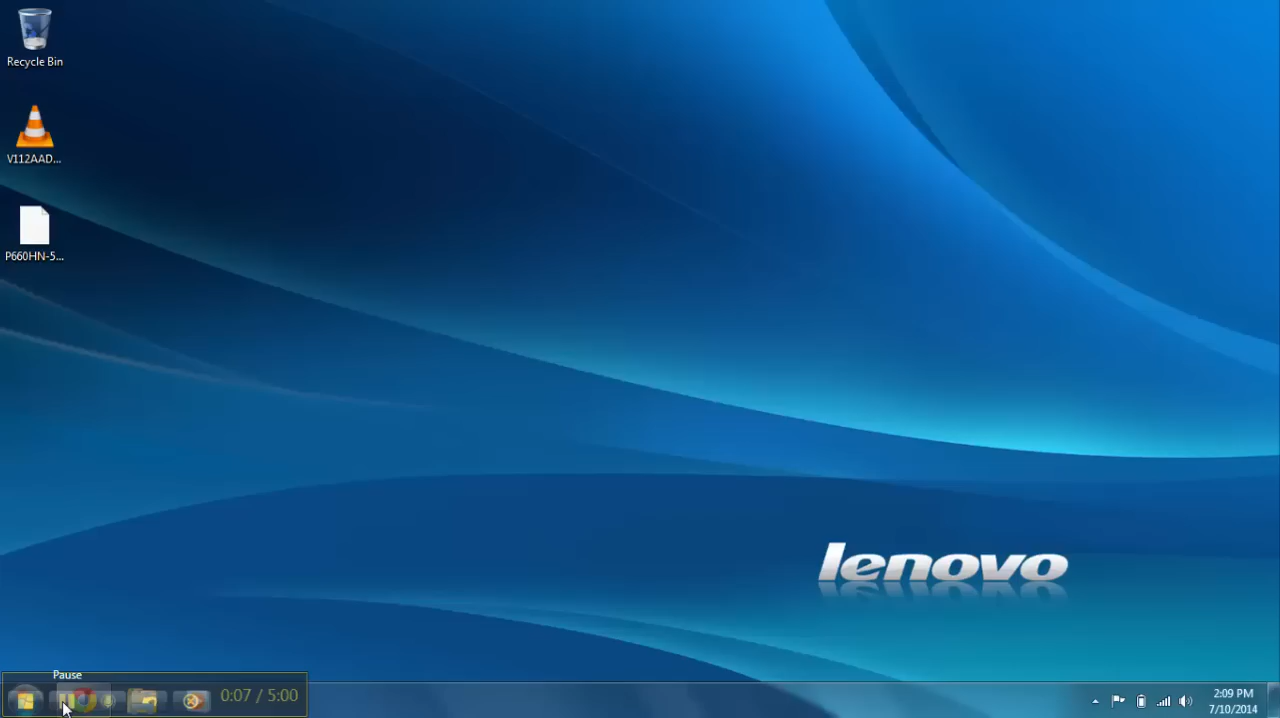 Recycle Bin
V112AAD...
P660HN-5...
lenovo
Pause
0:07 / 5:00
2:09 PM
7/10/2014